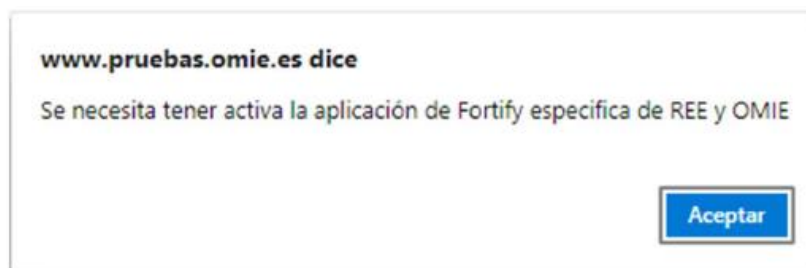 www.pruebas.omie.es dice
Se necesita tener activa la aplicación de Fortify especifica de REE y OMIE
Aceptar